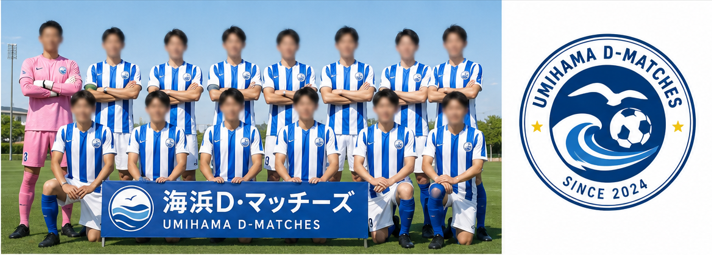 海浜D・マッチーズ
UMIHAMA D-MATCHES
UMIHAMA D-MATCHES
SINCE 2024